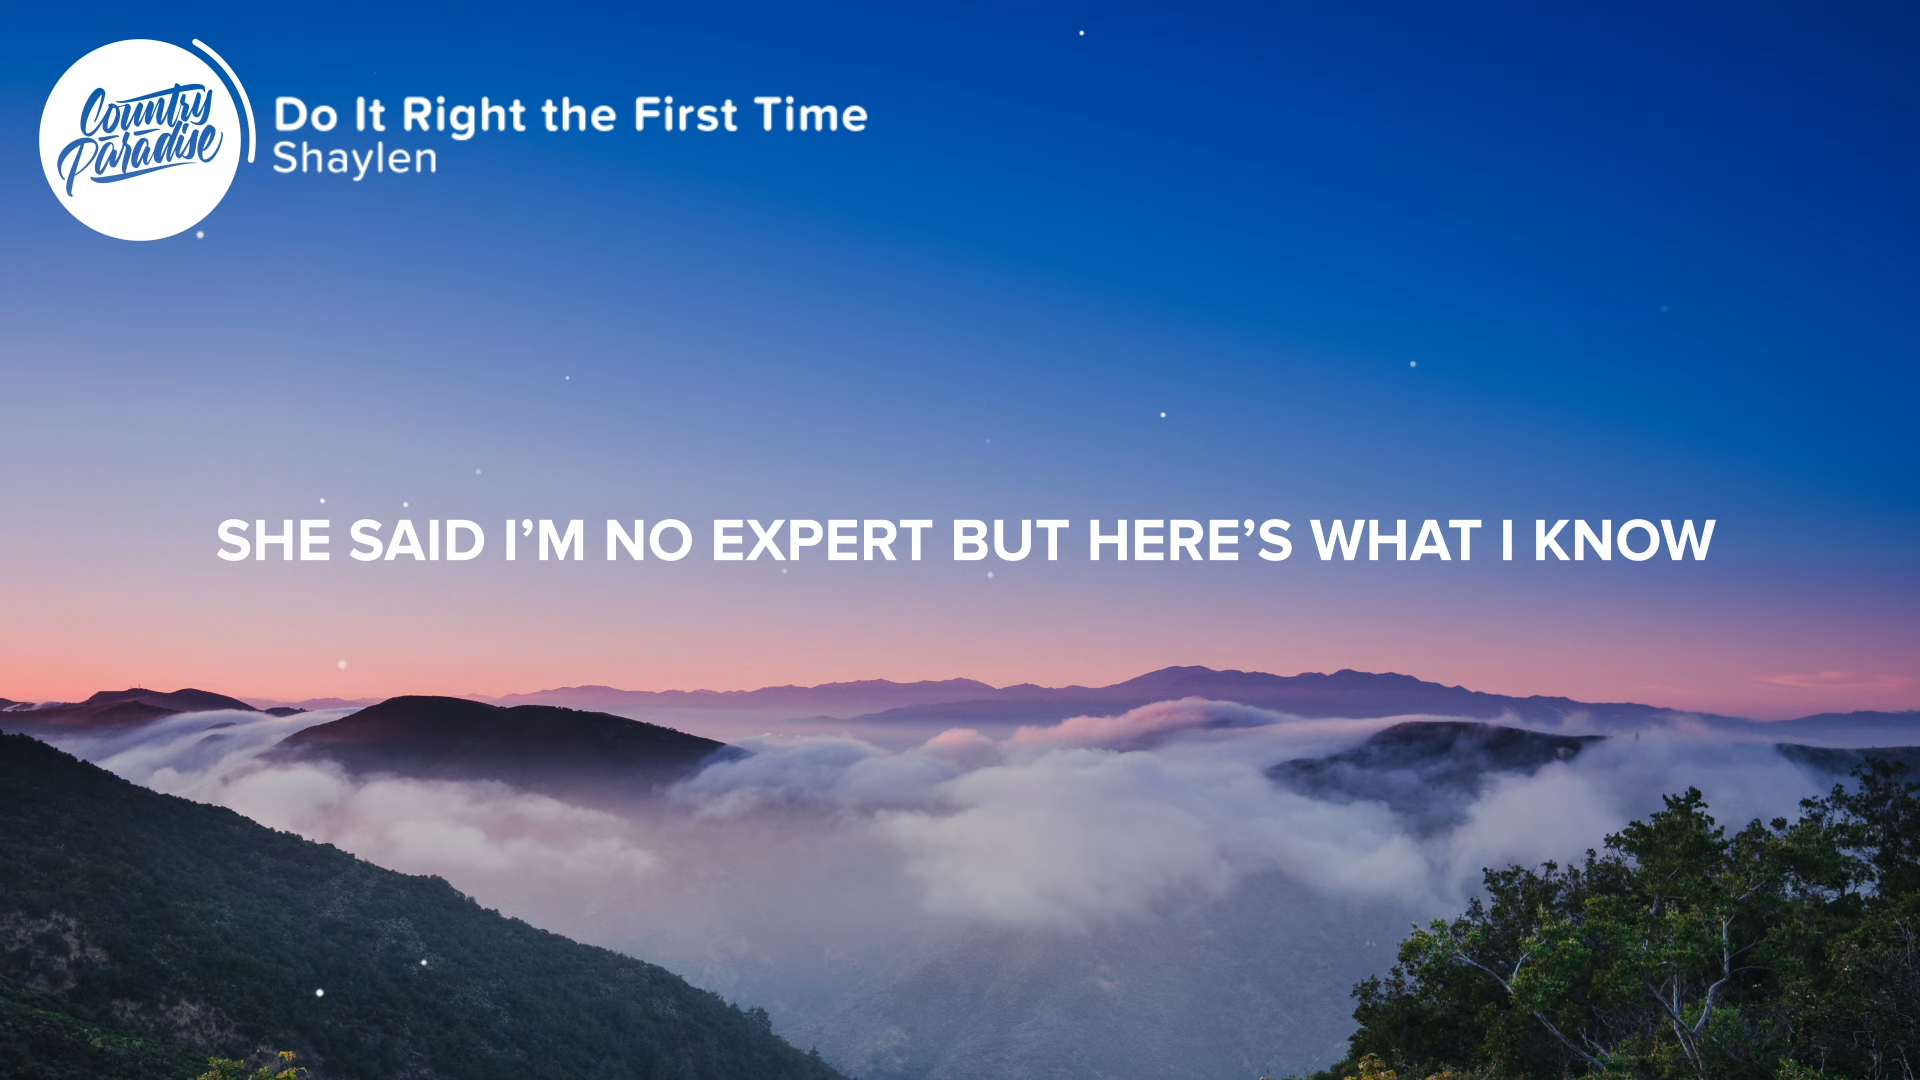 Country
Paradise
Do It Right the First Time
Shaylen
SHE SAID I’M NO EXPERT BUT HERE’S WHAT I KNOW